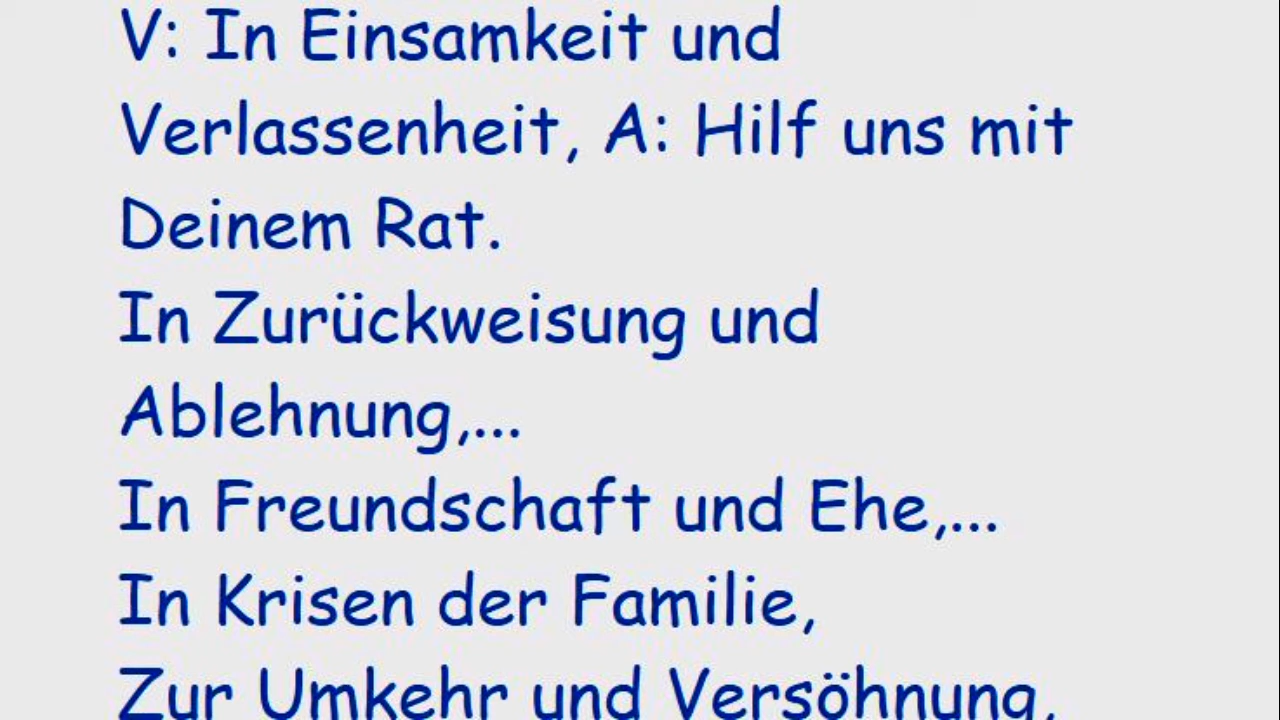 V: In Einsamkeit und
Verlassenheit, A: Hilf uns mit
Deinem Rat.
In Zurückweisung und
Ablehnung,...
In Freundschaft und Ehe,...
In Krisen der Familie,
Zur Umkehr und Versöhnung,